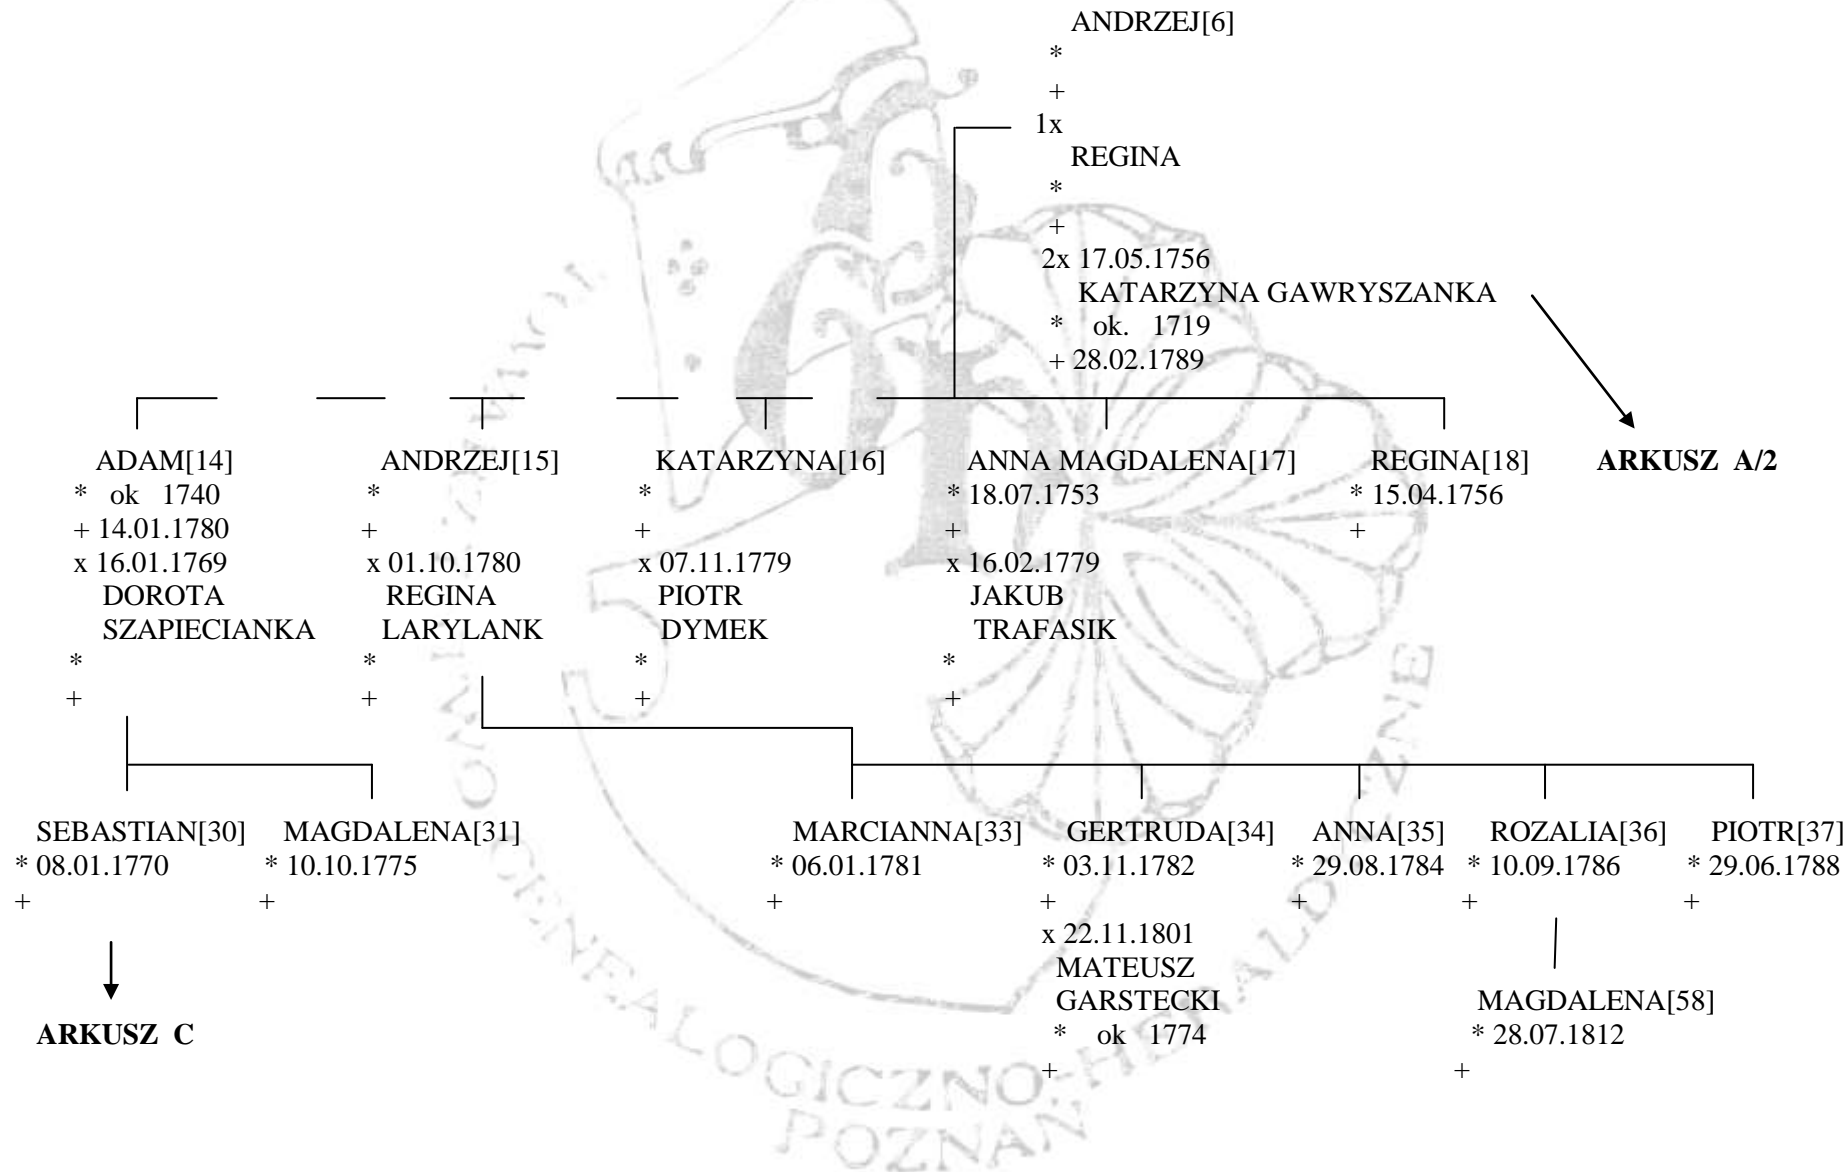 ANDRZEJ[6]
*
+
1x
REGINA
*
+
2x 17.05.1756
KATARZYNA GAWRYSZANKA
* ok. 1719
+ 28.02.1789
ADAM[14]
* ok 1740
+ 14.01.1780
x 16.01.1769
DOROTA
SZAPIECIANKA
*
+
ANDRZEJ[15]
*
+
x 01.10.1780
REGINA
LARYLANK
*
+
KATARZYNA[16]
*
+
x 07.11.1779
PIOTR
DYMEK
*
+
ANNA MAGDALENA[17]
* 18.07.1753
+
x 16.02.1779
JAKUB
TRAFASIK
*
+
REGINA[18]
* 15.04.1756
+
ARKUSZ A/2
SEBASTIAN[30]
* 08.01.1770
+
ARKUSZ C
MAGDALENA[31]
* 10.10.1775
+
MARCIANNA[33]
* 06.01.1781
+
GERTRUDA[34]
* 03.11.1782
+
x 22.11.1801
MATEUSZ
GARSTECKI
* ok 1774
+
ANNA[35]
* 29.08.1784
+
ROZALIA[36]
* 10.09.1786
+
MAGDALENA[58]
* 28.07.1812
+
PIOTR[37]
* 29.06.1788
+
GENEALOGICZNO-HERALDYCZNE
POZNAŃ